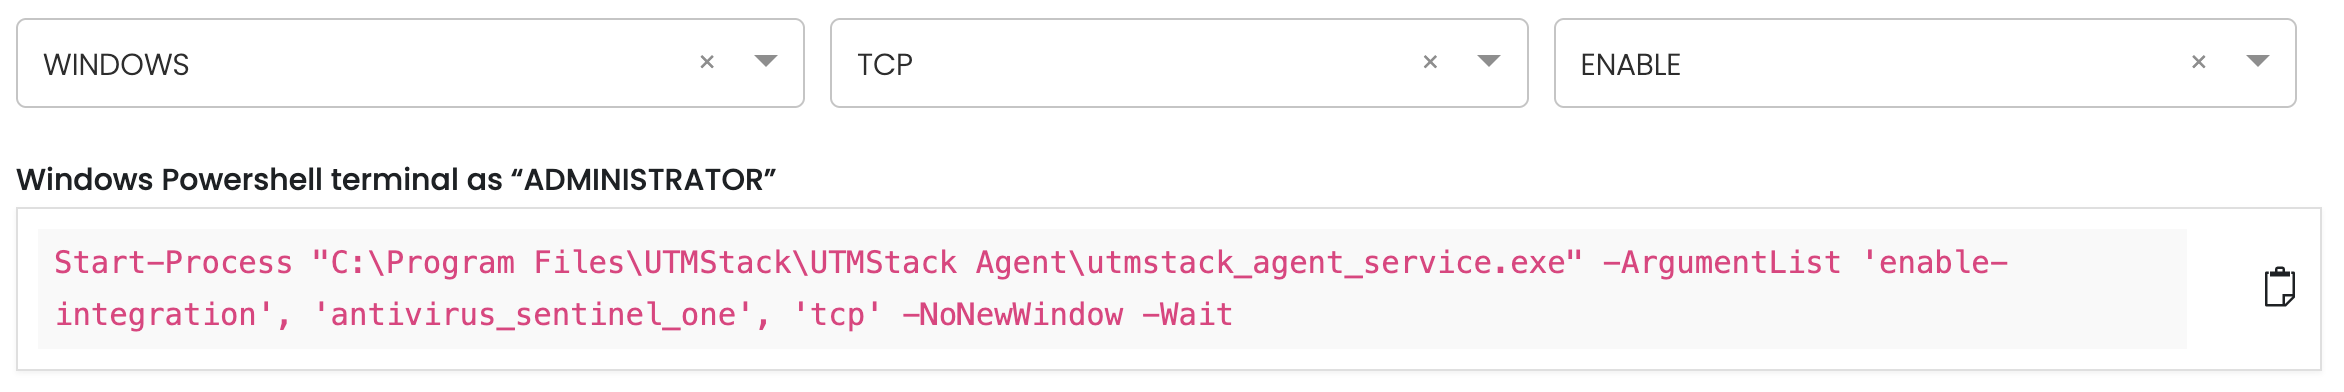 WINDOWS × TCP × ENABLE ×
Windows Powershell terminal as “ADMINISTRATOR”
Start-Process "C:\Program Files\UTMStack\UTMStack Agent\utmstack_agent_service.exe" -ArgumentList 'enable-
integration', 'antivirus_sentinel_one', 'tcp' -NoNewWindow -Wait